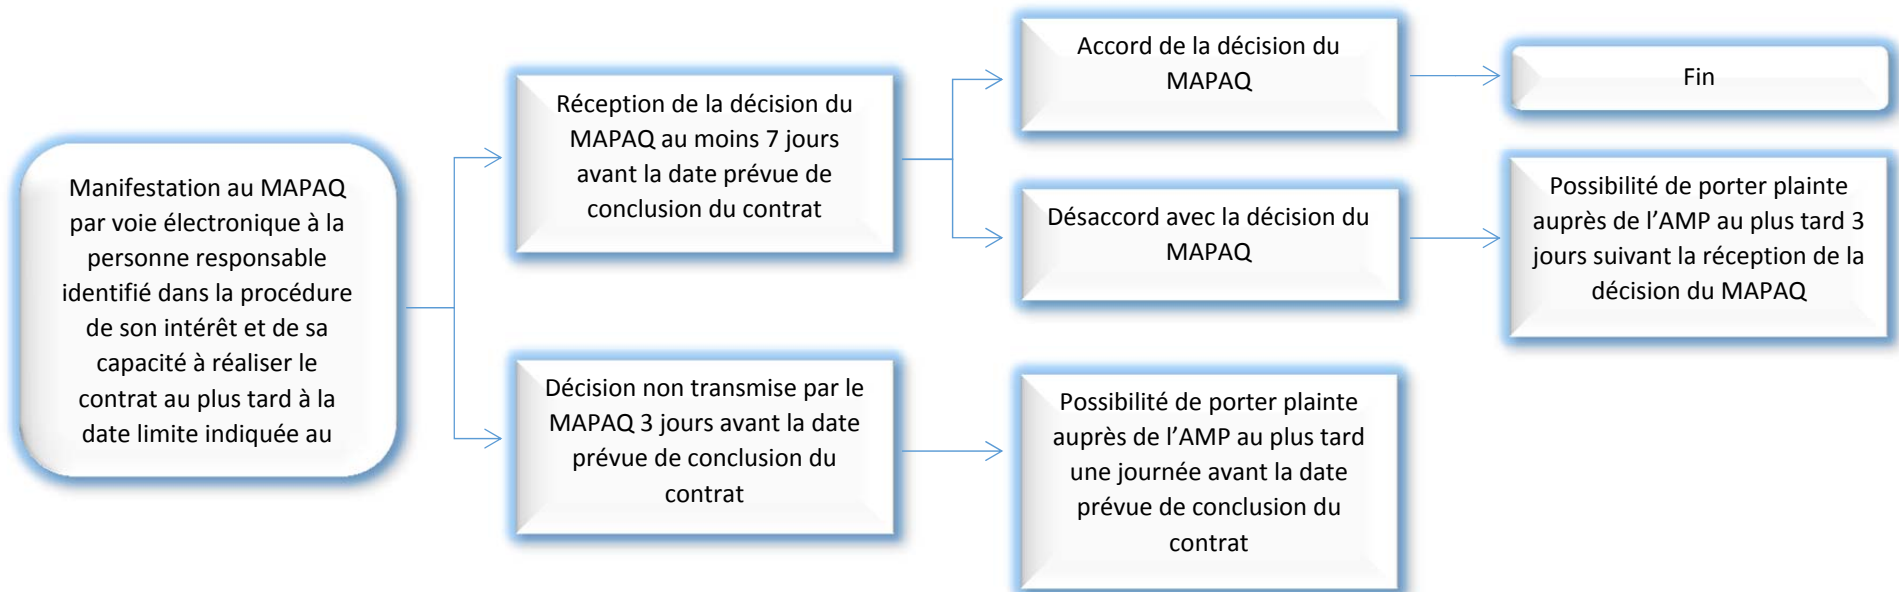 Manifestation au MAPAQ
par voie électronique à la
personne responsable
identifié dans la procédure
de son intérêt et de sa
capacité à réaliser le
contrat au plus tard à la
date limite indiquée au
Réception de la décision du
MAPAQ au moins 7 jours
avant la date prévue de
conclusion du contrat
Accord de la décision du
MAPAQ
Fin
Désaccord avec la décision du
MAPAQ
Possibilité de porter plainte
auprès de l’AMP au plus tard 3
jours suivant la réception de la
décision du MAPAQ
Décision non transmise par le
MAPAQ 3 jours avant la date
prévue de conclusion du
contrat
Possibilité de porter plainte
auprès de l’AMP au plus tard
une journée avant la date
prévue de conclusion du
contrat